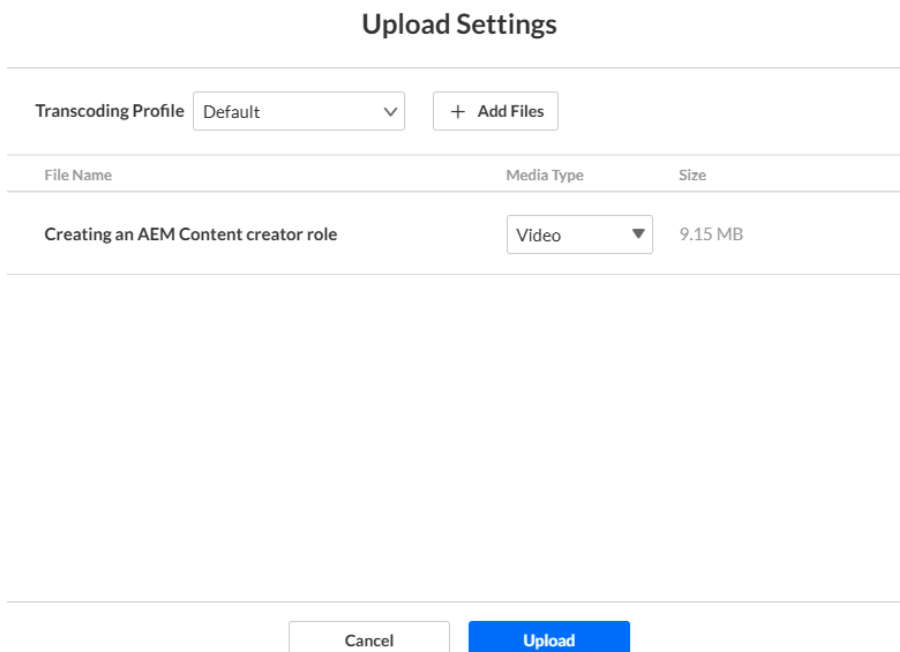 Upload Settings
Transcoding Profile Default + Add Files
File Name Media Type Size
Creating an AEM Content creator role Video 9.15 MB
Cancel Upload